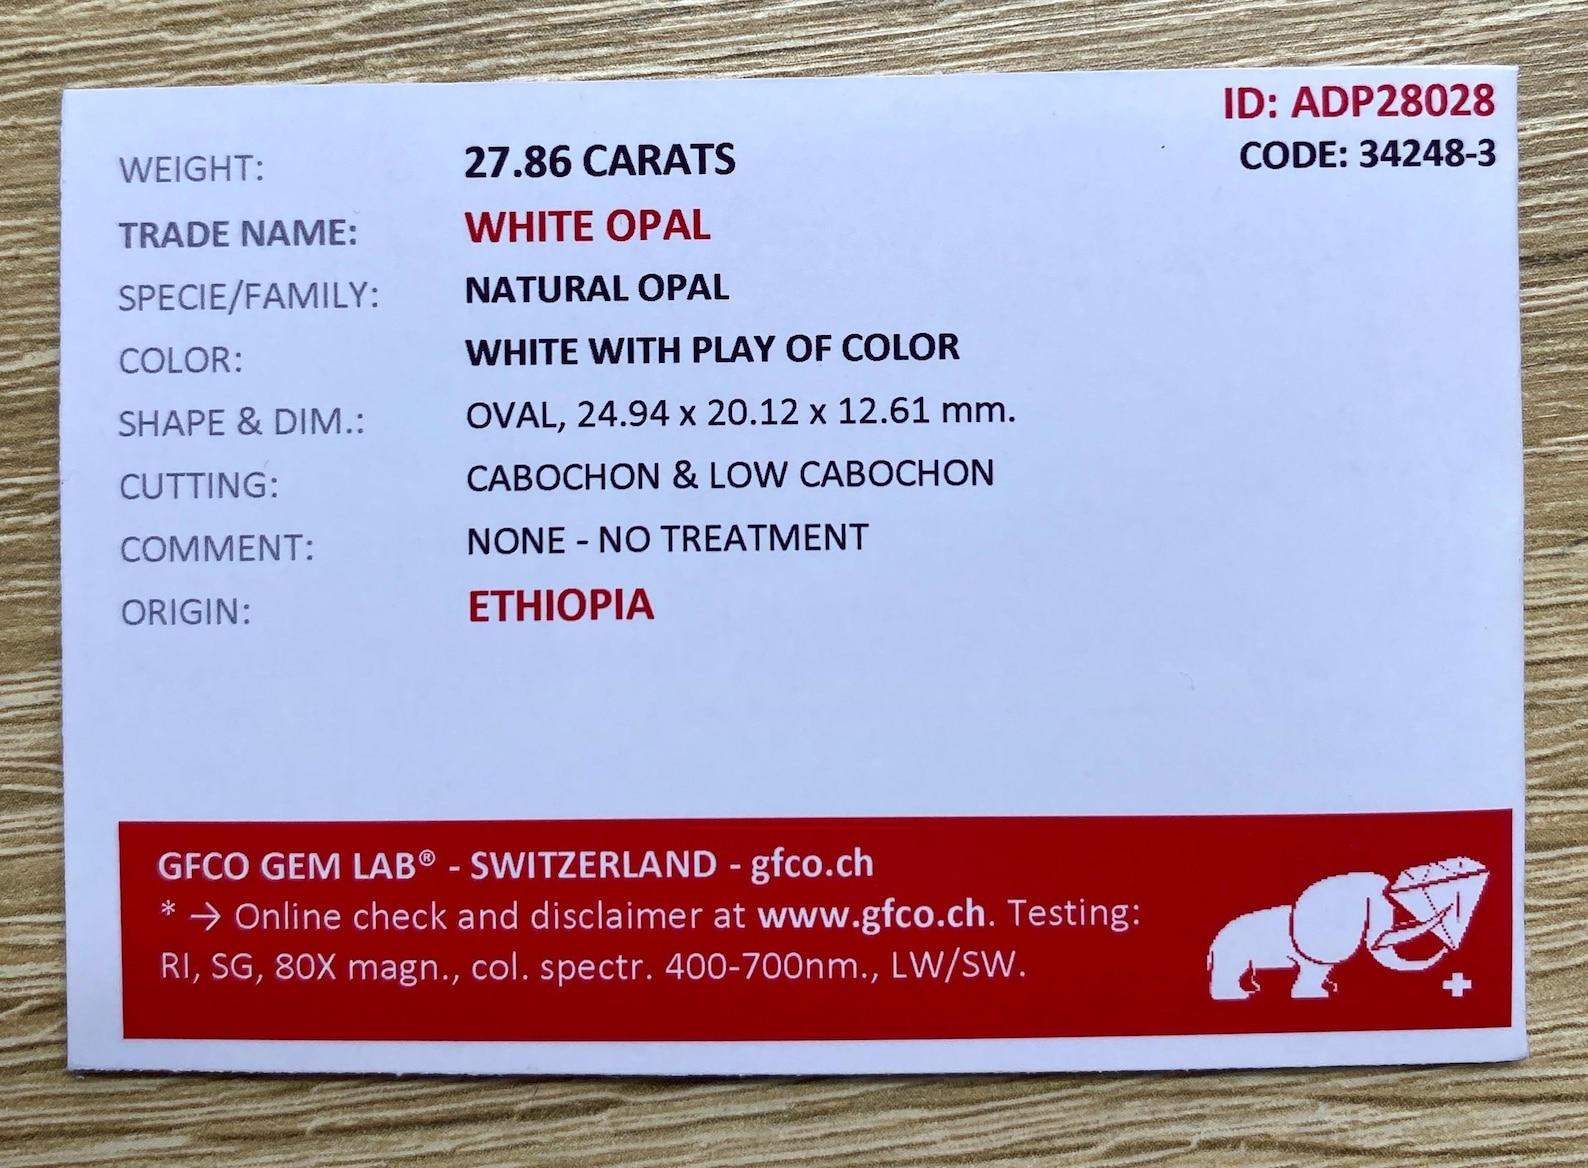 ID: ADP28028
CODE: 34248-3
WEIGHT: 27.86 CARATS
TRADE NAME: WHITE OPAL
SPECIE/FAMILY: NATURAL OPAL
COLOR: WHITE WITH PLAY OF COLOR
SHAPE & DIM.: OVAL, 24.94 x 20.12 x 12.61 mm.
CUTTING: CABOCHON & LOW CABOCHON
COMMENT: NONE - NO TREATMENT
ORIGIN: ETHIOPIA
GFCO GEM LAB® - SWITZERLAND - gfco.ch
* → Online check and disclaimer at www.gfco.ch. Testing:
RI, SG, 80X magn., col. spectr. 400-700nm., LW/SW.